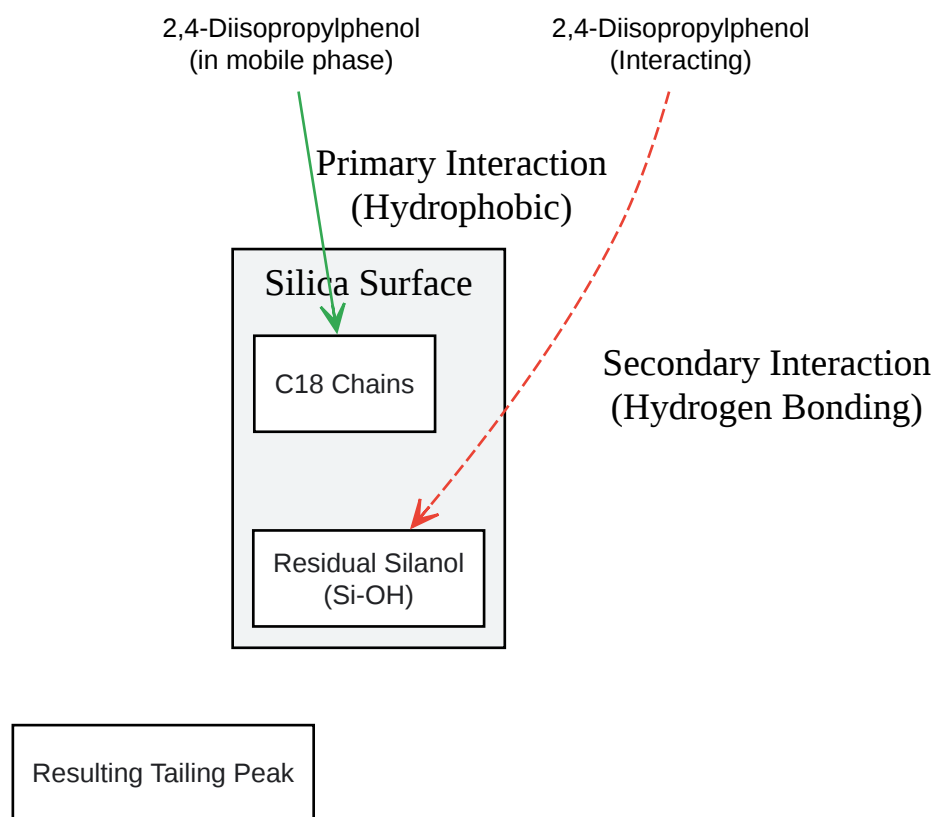 2,4-Diisopropylphenol
(in mobile phase)
2,4-Diisopropylphenol
(Interacting)
Primary Interaction
(Hydrophobic)
Silica Surface
C18 Chains
Secondary Interaction
(Hydrogen Bonding)
Residual Silanol
(Si-OH)
Resulting Tailing Peak